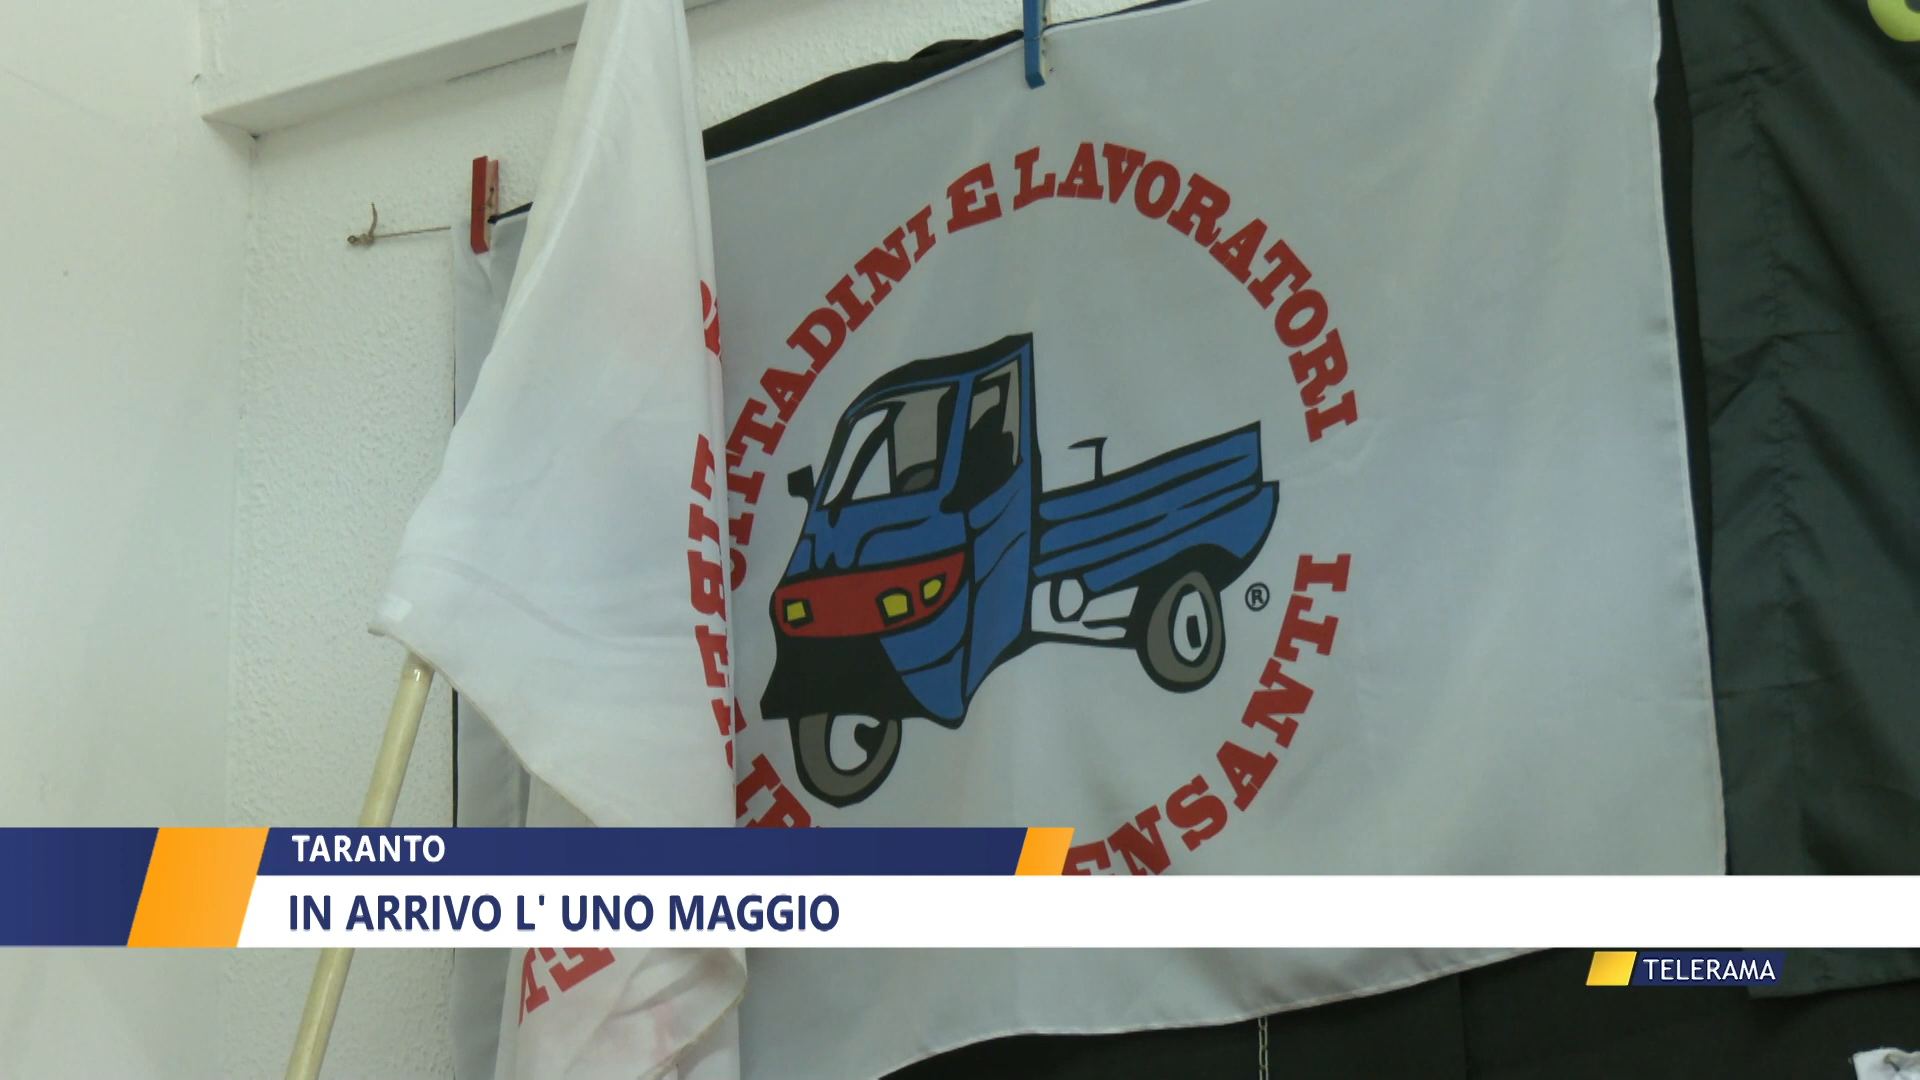 CITTADINI E LAVORATORI
ENSANTI
®
TARANTO
IN ARRIVO L' UNO MAGGIO
TELERAMA